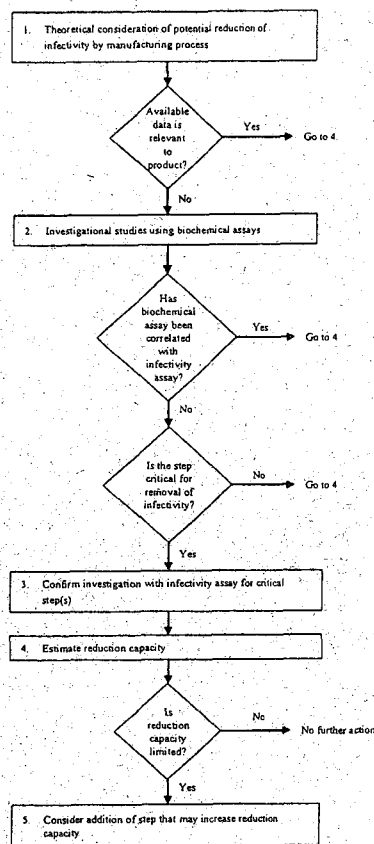 1. Theoretical consideration of potential reduction of
infectivity by manufacturing process
Available
data is
relevant
to
product?
Yes
Go to 4.
No
2. Investigational studies using biochemical assays
Has
biochemical
assay been
correlated
with
infectivity
assay?
Yes
Go to 4
No
Is the step
critical for
removal of
infectivity?
No
Go to 4
Yes
3. Confirm investigation with infectivity assay for critical
step(s)
4. Estimate reduction capacity
Is
reduction
capacity
limited?
No
No further action
Yes
5. Consider addition of step that may increase reduction
capacity